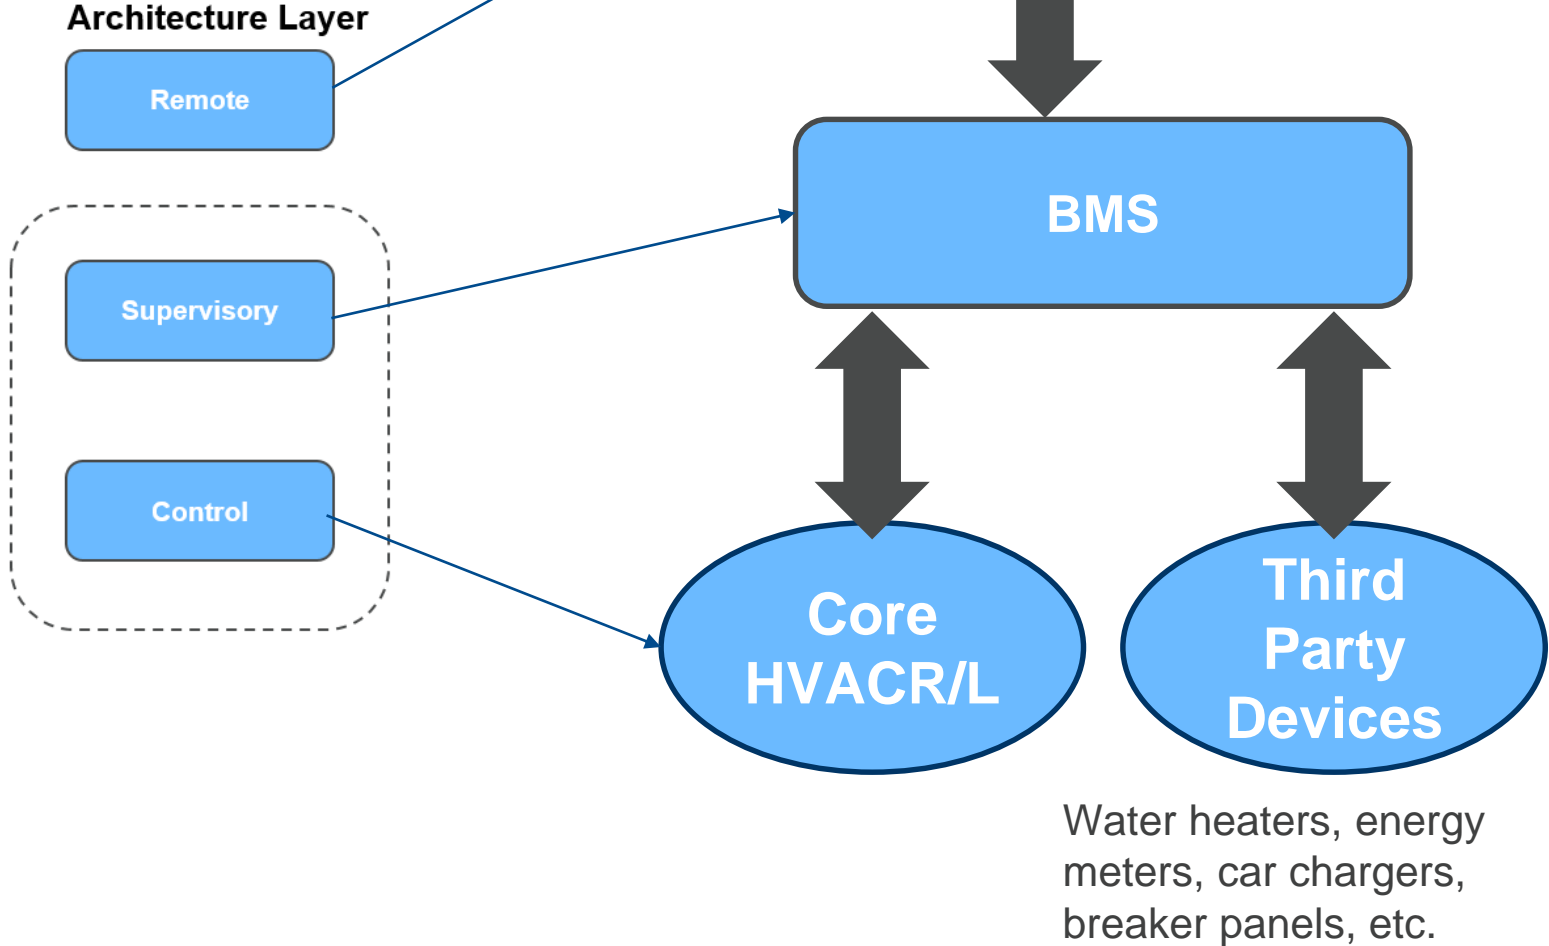 Architecture Layer
Remote
BMS
Supervisory
Control
Core
HVACR/L
Third
Party
Devices
Water heaters, energy
meters, car chargers,
breaker panels, etc.